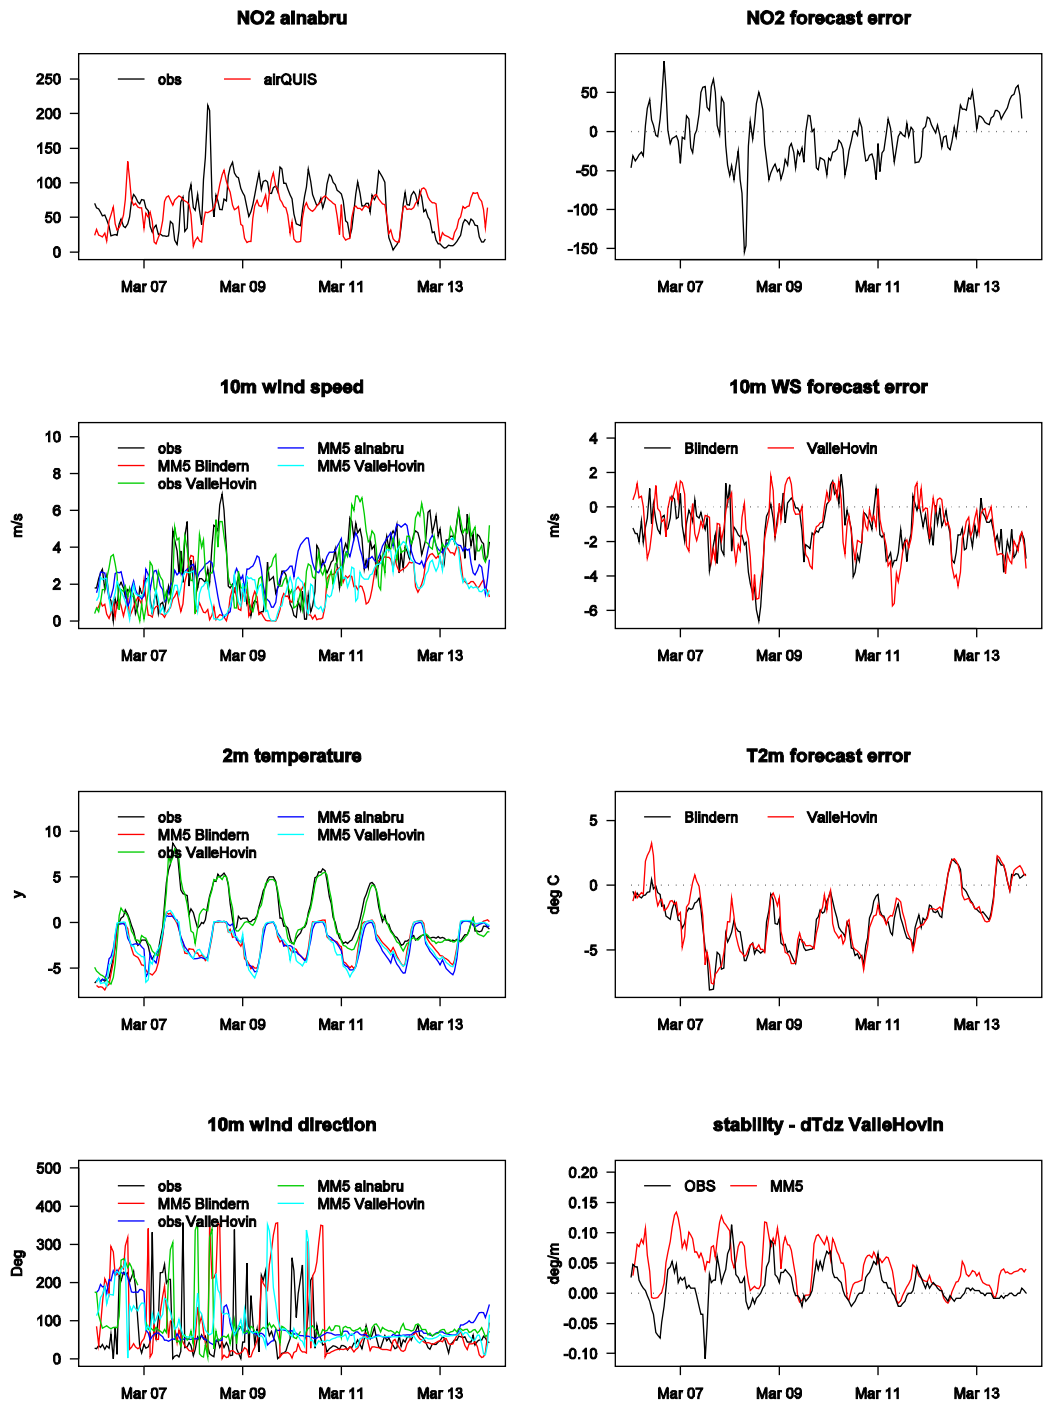 NO2 alnabru
250
200
150
100
50
0
obs
airQUIS
Mar 07
Mar 09
Mar 11
Mar 13
NO2 forecast error
50
0
-50
-100
-150
Mar 07
Mar 09
Mar 11
Mar 13
10m wind speed
m/s
10
8
6
4
2
0
obs
MM5 Blindern
obs ValleHovin
MM5 alnabru
MM5 ValleHovin
Mar 07
Mar 09
Mar 11
Mar 13
10m WS forecast error
m/s
4
2
0
-2
-4
-6
Blindern
ValleHovin
Mar 07
Mar 09
Mar 11
Mar 13
2m temperature
y
10
5
0
-5
obs
MM5 Blindern
obs ValleHovin
MM5 alnabru
MM5 ValleHovin
Mar 07
Mar 09
Mar 11
Mar 13
T2m forecast error
deg C
5
0
-5
Blindern
ValleHovin
Mar 07
Mar 09
Mar 11
Mar 13
10m wind direction
Deg
500
400
300
200
100
0
obs
MM5 Blindern
obs ValleHovin
MM5 alnabru
MM5 ValleHovin
Mar 07
Mar 09
Mar 11
Mar 13
stability - dTdz ValleHovin
deg/m
0.20
0.15
0.10
0.05
0.00
-0.05
-0.10
OBS
MM5
Mar 07
Mar 09
Mar 11
Mar 13